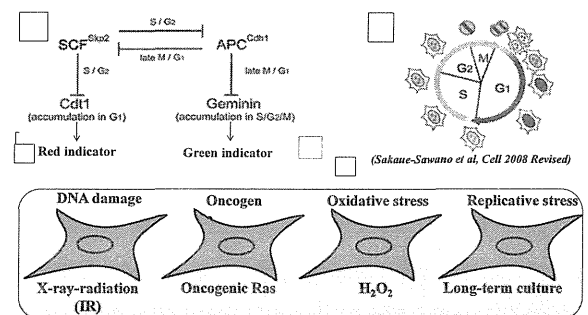 S / G2
SCF^Skp2
APC^Cdh1
late M / G1
S / G2
late M / G1
Cdt1
(accumulation in G1)
Geminin
(accumulation in S/G2/M)
Red indicator
Green indicator
M
G2
G1
S
(Sakaue-Sawano et al, Cell 2008 Revised)
DNA damage
Oncogen
Oxidative stress
Replicative stress
X-ray-radiation
(IR)
Oncogenic Ras
H2O2
Long-term culture